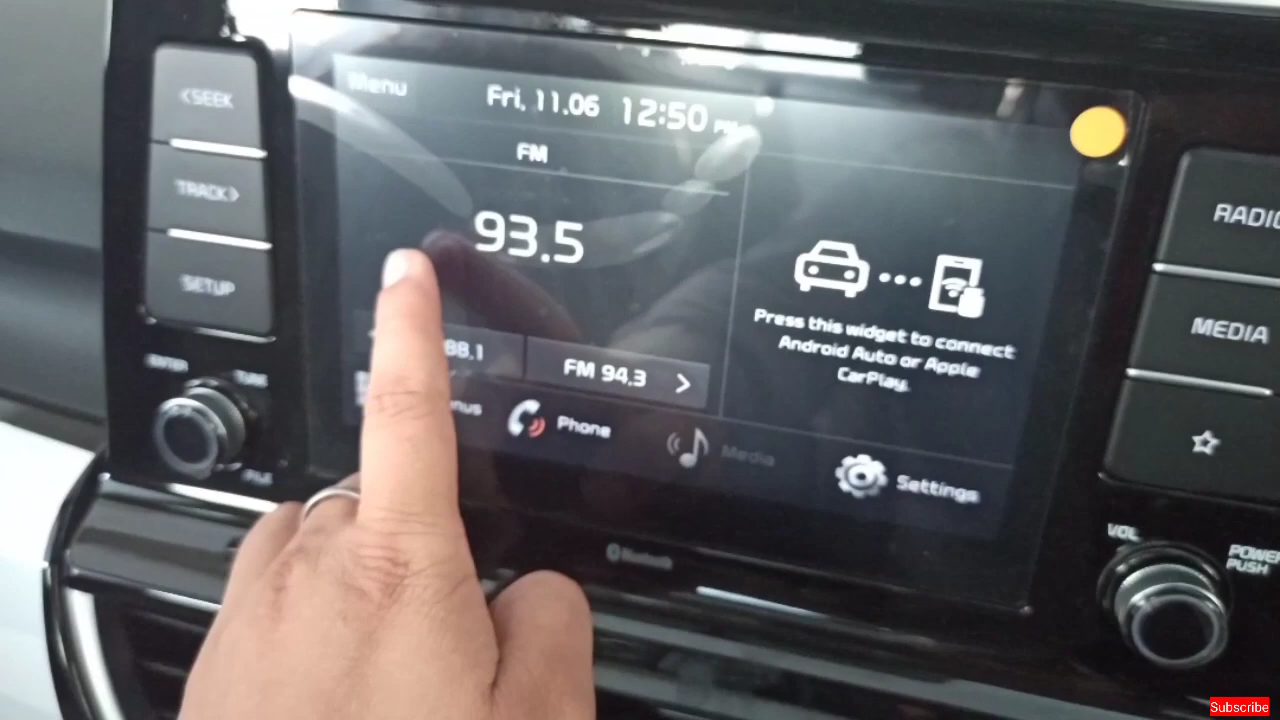 <SEEK
TRACK>
SETUP
ENTER
TUNE
FILE
Menu
Fri, 11.06 12:50 PM
FM
93.5
88.1
FM 94.3 >
Phone
Media
Settings
Press this widget to connect
Android Auto or Apple
CarPlay.
Bluetooth
RADIO
MEDIA
VOL
POWER
PUSH
Subscribe